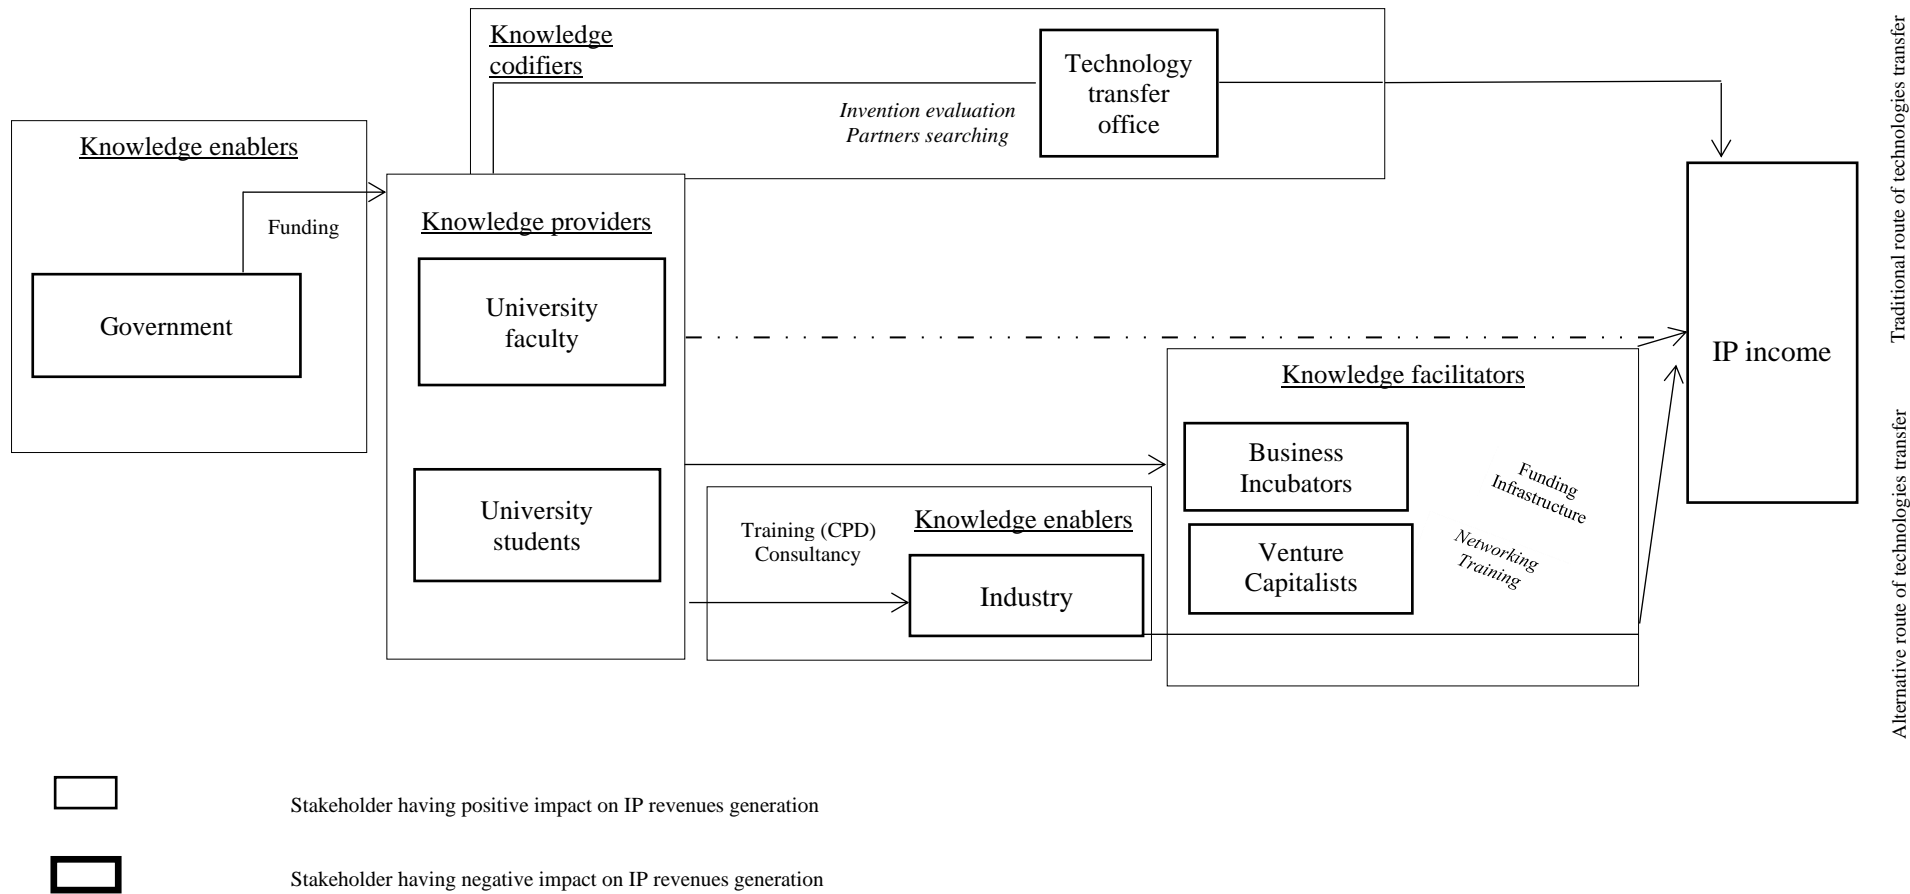 Knowledge
codifiers
Technology
transfer
office
Invention evaluation
Partners searching
Knowledge enablers
Funding
Government
Knowledge providers
University
faculty
University
students
Training (CPD)
Consultancy
Knowledge enablers
Industry
Knowledge facilitators
Business
Incubators
Venture
Capitalists
Funding
Infrastructure
Networking
Training
IP income
Traditional route of technologies transfer
Alternative route of technologies transfer
Stakeholder having positive impact on IP revenues generation
Stakeholder having negative impact on IP revenues generation